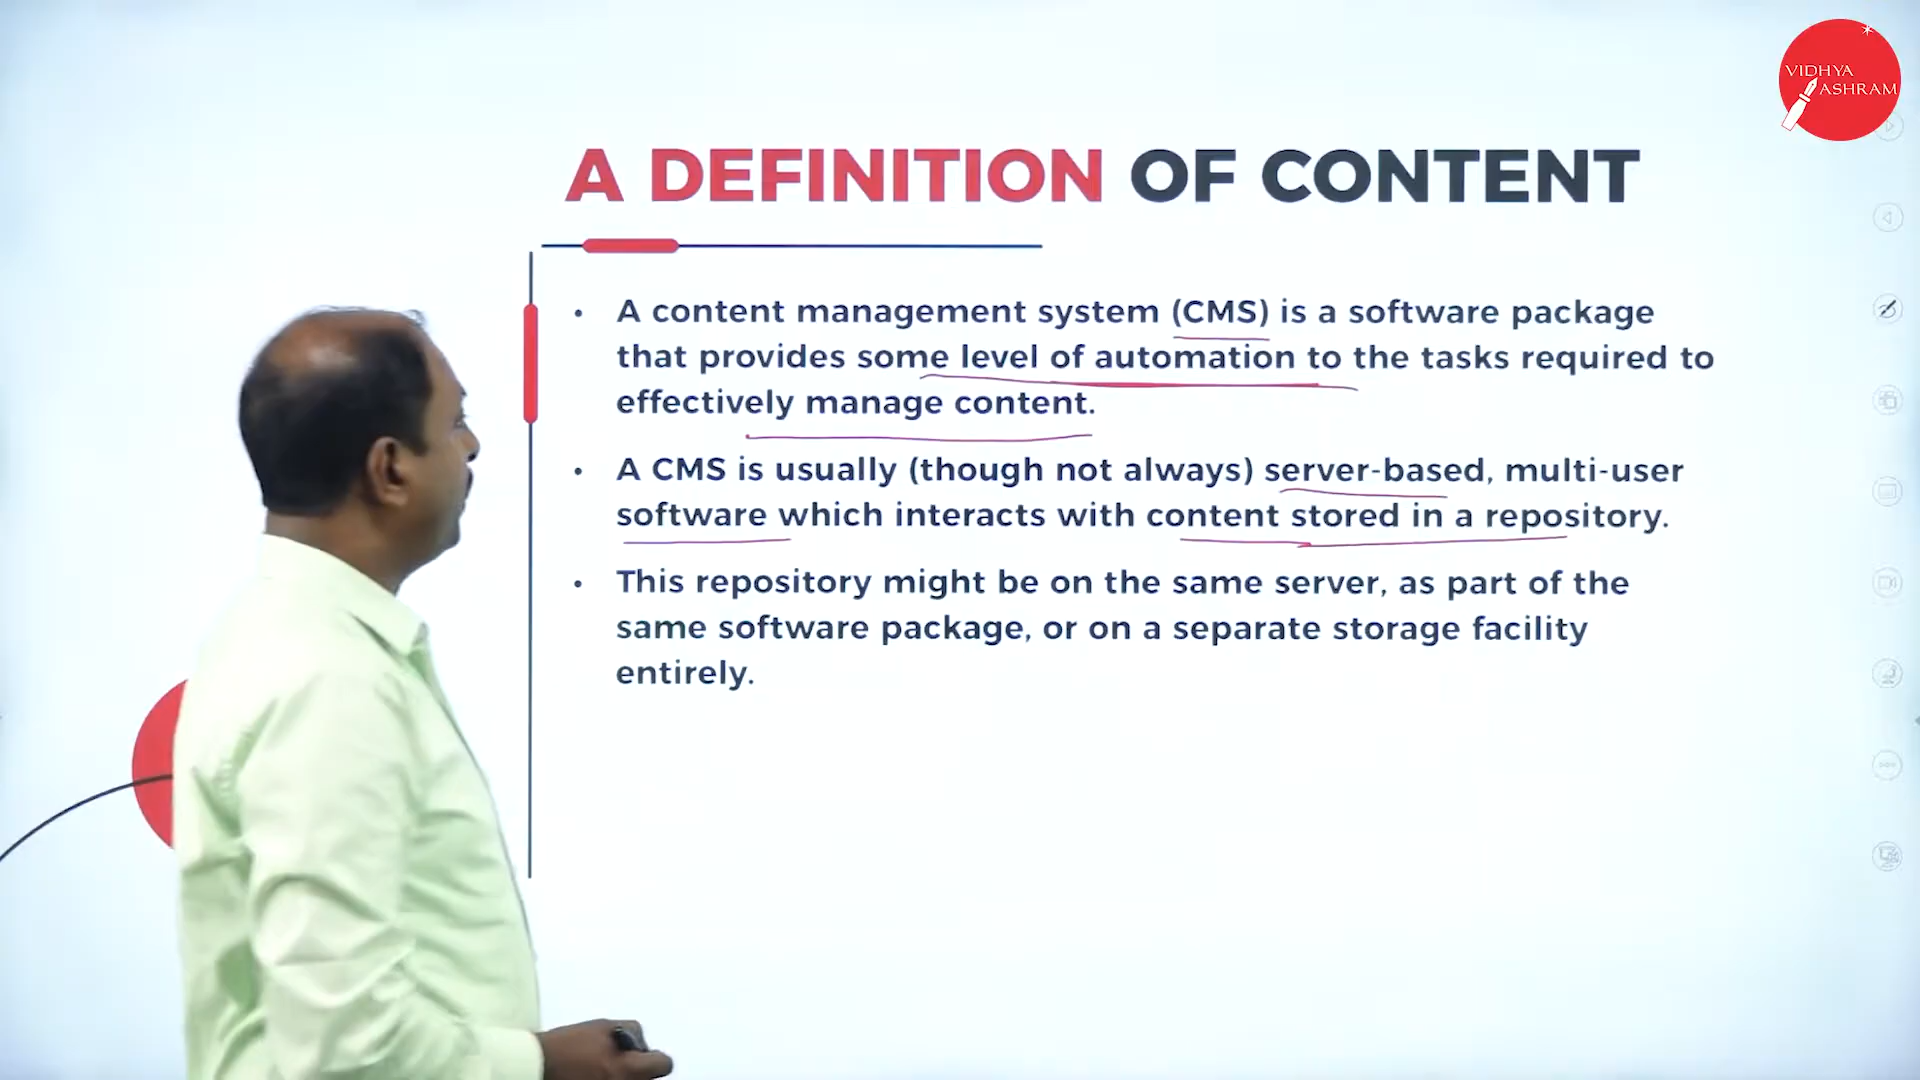 VIDHYA
ASHRAM
A DEFINITION OF CONTENT
• A content management system (CMS) is a software package
that provides some level of automation to the tasks required to
effectively manage content.
• A CMS is usually (though not always) server-based, multi-user
software which interacts with content stored in a repository.
• This repository might be on the same server, as part of the
same software package, or on a separate storage facility
entirely.